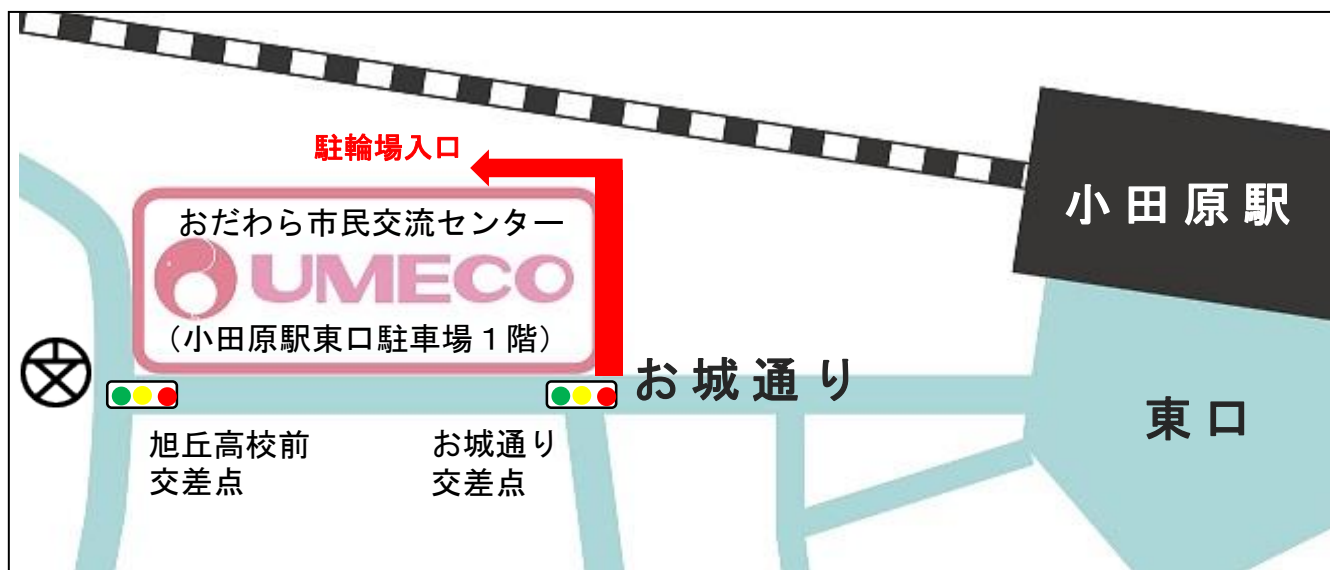 駐輪場入口
小田原駅
おだわら市民交流センター
UMECO
（小田原駅東口駐車場１階）
お城通り
東口
旭丘高校前
交差点
お城通り
交差点